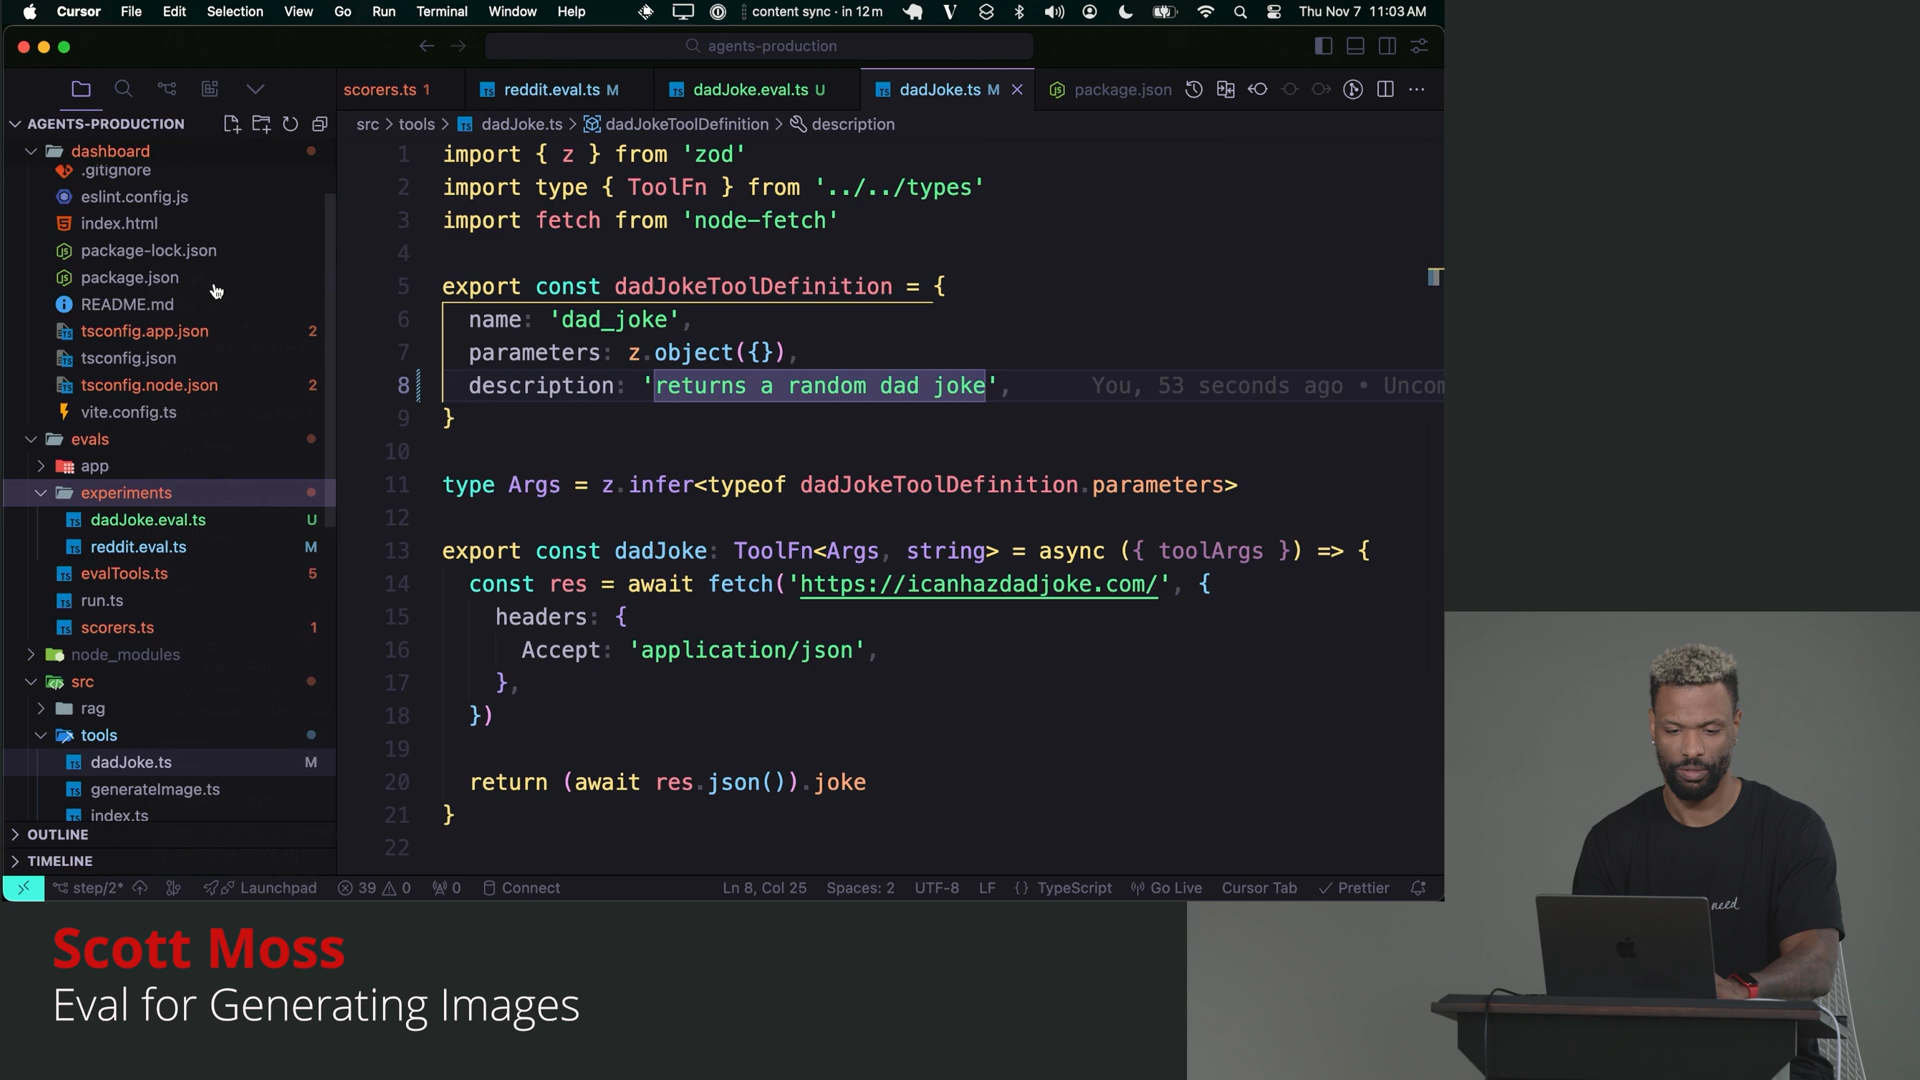 Cursor File Edit Selection View Go Run Terminal Window Help content sync · in 12 m Thu Nov 7 11:03 AM
agents-production
scorers.ts 1 reddit.eval.ts M dadJoke.eval.ts U dadJoke.ts M package.json
AGENTS-PRODUCTION
src > tools > dadJoke.ts > dadJokeToolDefinition > description
dashboard
.gitignore
eslint.config.js
index.html
package-lock.json
package.json
README.md
tsconfig.app.json 2
tsconfig.json
tsconfig.node.json 2
vite.config.ts
evals
app
experiments
dadJoke.eval.ts U
reddit.eval.ts M
evalTools.ts 5
run.ts
scorers.ts 1
node_modules
src
rag
tools
dadJoke.ts M
generateImage.ts
index.ts
OUTLINE
TIMELINE
1 import { z } from 'zod'
2 import type { ToolFn } from '../../types'
3 import fetch from 'node-fetch'
4
5 export const dadJokeToolDefinition = {
6 name: 'dad_joke',
7 parameters: z.object({}),
8 description: 'returns a random dad joke', You, 53 seconds ago • Uncom
9 }
10
11 type Args = z.infer<typeof dadJokeToolDefinition.parameters>
12
13 export const dadJoke: ToolFn<Args, string> = async ({ toolArgs }) => {
14 const res = await fetch('https://icanhazdadjoke.com/', {
15 headers: {
16 Accept: 'application/json',
17 },
18 })
19
20 return (await res.json()).joke
21 }
22
step/2* Launchpad 39 0 0 Connect Ln 8, Col 25 Spaces: 2 UTF-8 LF {} TypeScript Go Live Cursor Tab Prettier
need
Scott Moss
Eval for Generating Images